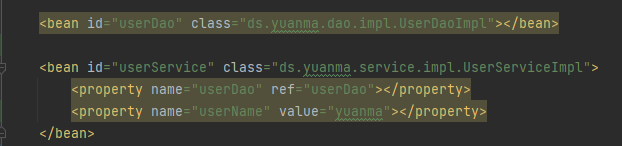 <bean id="userDao" class="ds.yuanma.dao.impl.UserDaoImpl"></bean>
<bean id="userService" class="ds.yuanma.service.impl.UserServiceImpl">
<property name="userDao" ref="userDao"></property>
<property name="userName" value="yuanma"></property>
</bean>